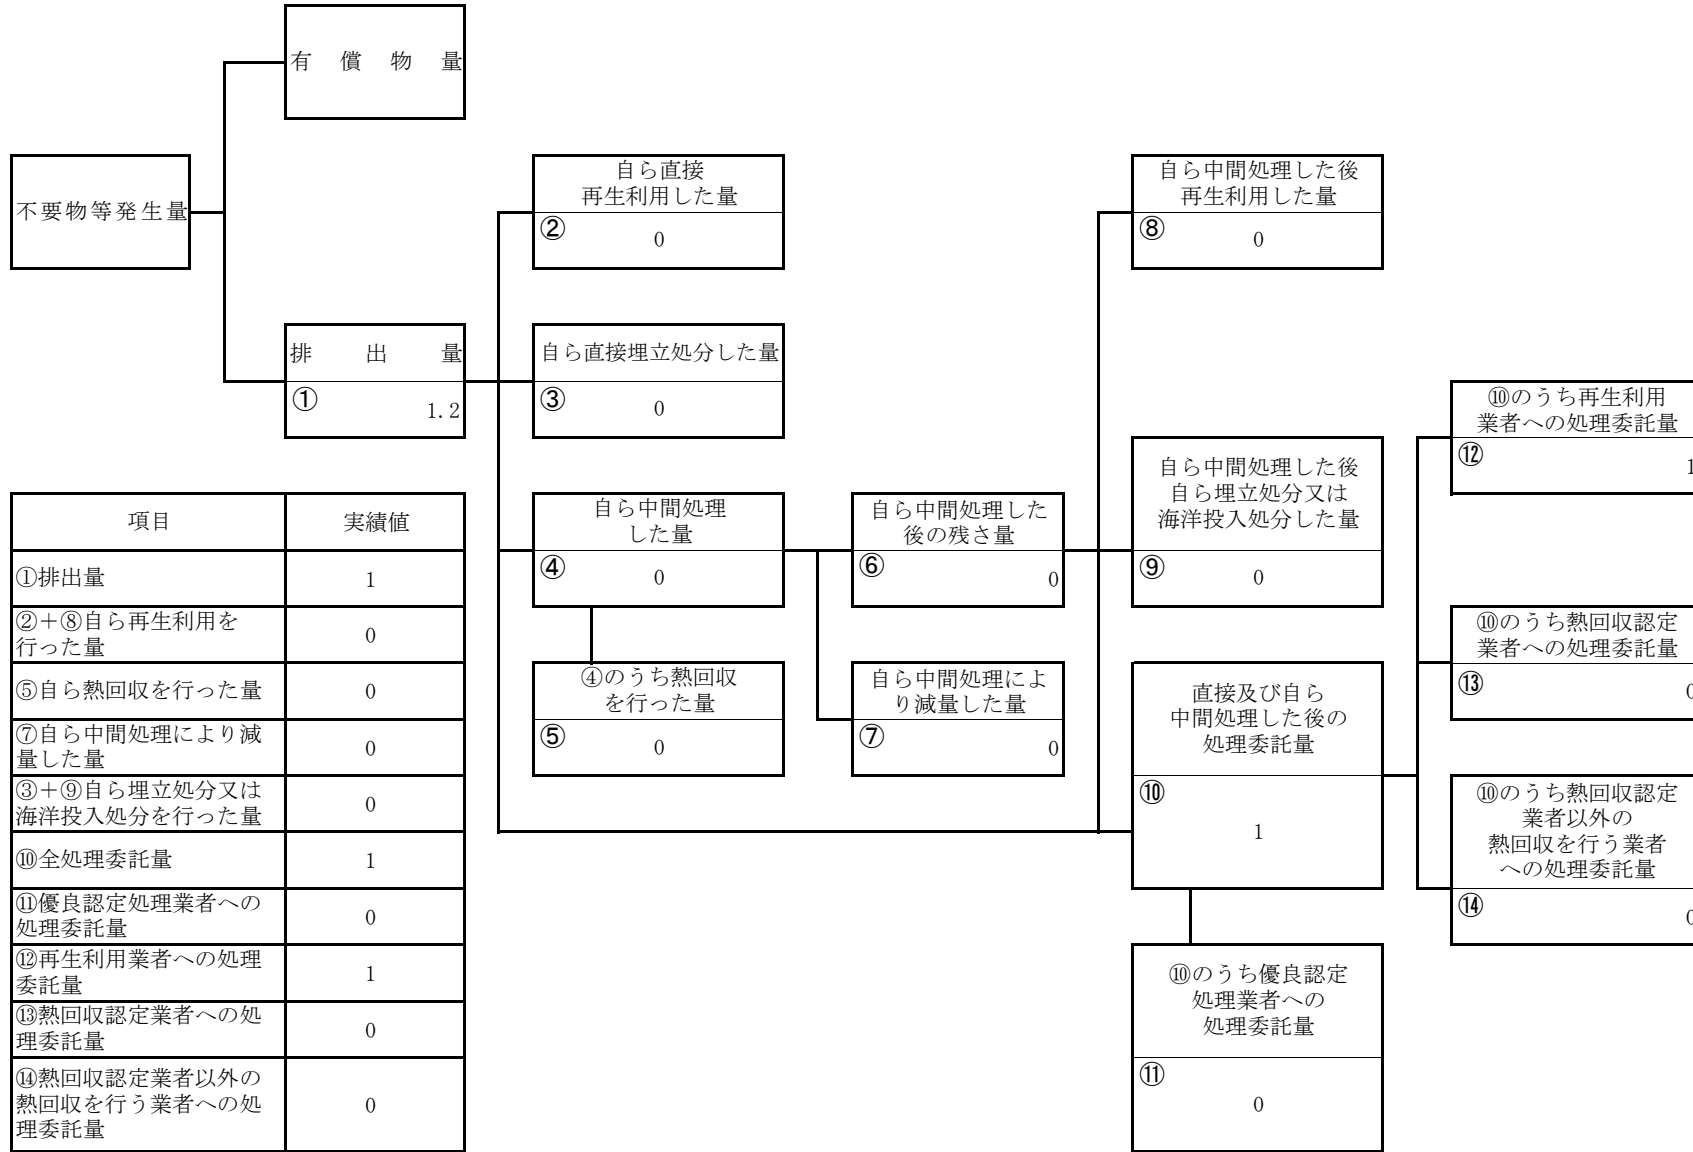 有償物量
不要物等発生量
排出量
①
1.2
自ら直接
再生利用した量
②
0
自ら直接埋立処分した量
③
0
自ら中間処理
した量
④
0
④のうち熱回収
を行った量
⑤
0
自ら中間処理した
後の残さ量
⑥
0
自ら中間処理によ
り減量した量
⑦
0
自ら中間処理した後
再生利用した量
⑧
0
自ら中間処理した後
自ら埋立処分又は
海洋投入処分した量
⑨
0
直接及び自ら
中間処理した後の
処理委託量
⑩
1
⑩のうち優良認定
処理業者への
処理委託量
⑪
0
⑩のうち再生利用
業者への処理委託量
⑫
1
⑩のうち熱回収認定
業者への処理委託量
⑬
0
⑩のうち熱回収認定
業者以外の
熱回収を行う業者
への処理委託量
⑭
0
項目 実績値
①排出量 1
②＋⑧自ら再生利用を
行った量 0
⑤自ら熱回収を行った量 0
⑦自ら中間処理により減
量した量 0
③＋⑨自ら埋立処分又は
海洋投入処分を行った量 0
⑩全処理委託量 1
⑪優良認定処理業者への
処理委託量 0
⑫再生利用業者への処理
委託量 1
⑬熱回収認定業者への処
理委託量 0
⑭熱回収認定業者以外の
熱回収を行う業者への処
理委託量 0